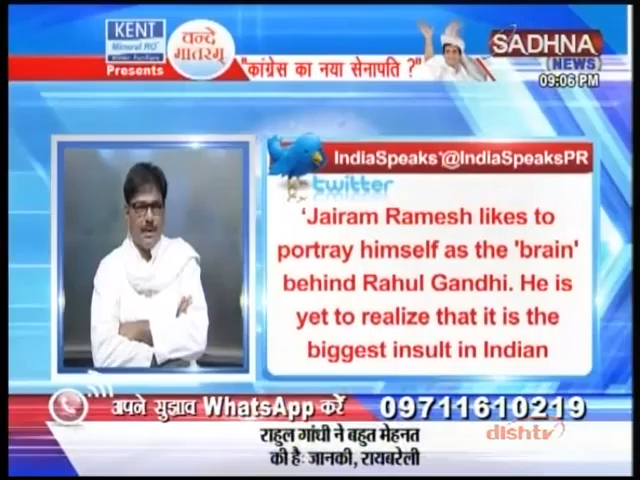 KENT
Mineral RO
Water Purifiers
Presents
वन्दे
मातरम्
"कांग्रेस का नया सेनापति ?"
SADHNA
NEWS
09:06 PM
IndiaSpeaks @IndiaSpeaksPR
twitter
‘Jairam Ramesh likes to
portray himself as the 'brain'
behind Rahul Gandhi. He is
yet to realize that it is the
biggest insult in Indian
अपने सुझाव WhatsApp करें 09711610219
राहुल गांधी ने बहुत मेहनत
की हैः जानकी, रायबरेली
dishtv